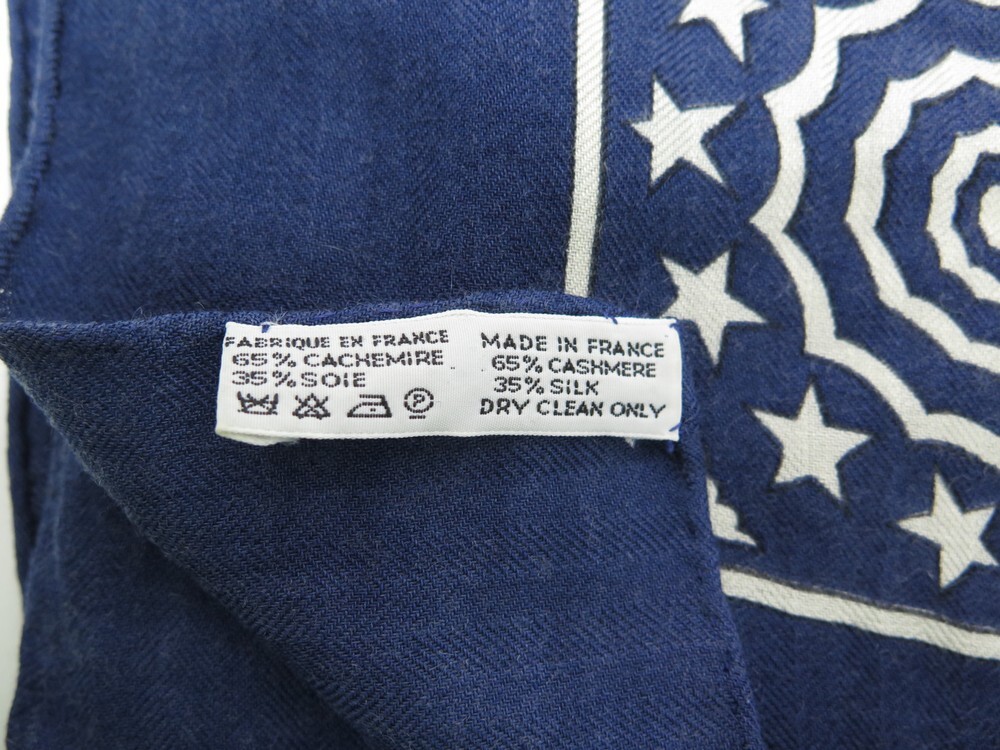 FABRIQUE EN FRANCE
65% CACHEMIRE
35% SOIE
P
MADE IN FRANCE
65% CASHMERE
35% SILK
DRY CLEAN ONLY